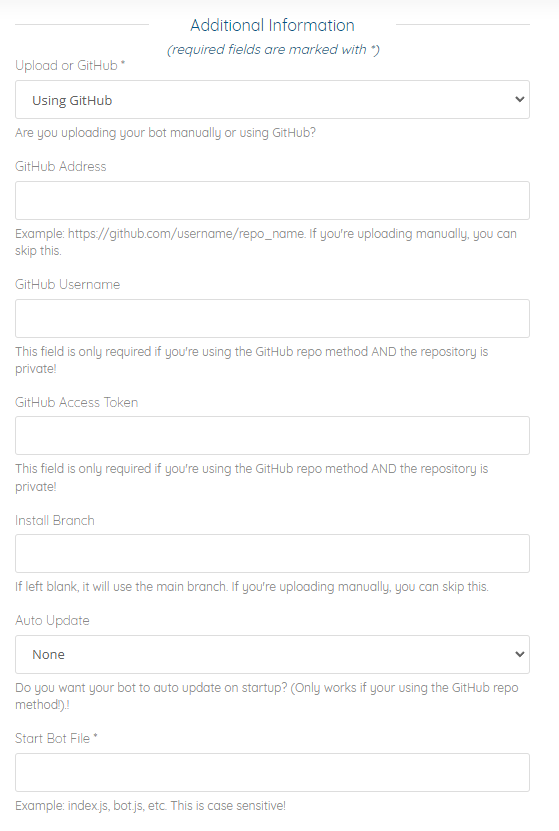 Additional Information
(required fields are marked with *)
Upload or GitHub *
Using GitHub
Are you uploading your bot manually or using GitHub?
GitHub Address
Example: https://github.com/username/repo_name. If you're uploading manually, you can
skip this.
GitHub Username
This field is only required if you're using the GitHub repo method AND the repository is
private!
GitHub Access Token
This field is only required if you're using the GitHub repo method AND the repository is
private!
Install Branch
If left blank, it will use the main branch. If you're uploading manually, you can skip this.
Auto Update
None
Do you want your bot to auto update on startup? (Only works if your using the GitHub repo
method!).!
Start Bot File *
Example: index.js, bot.js, etc. This is case sensitive!